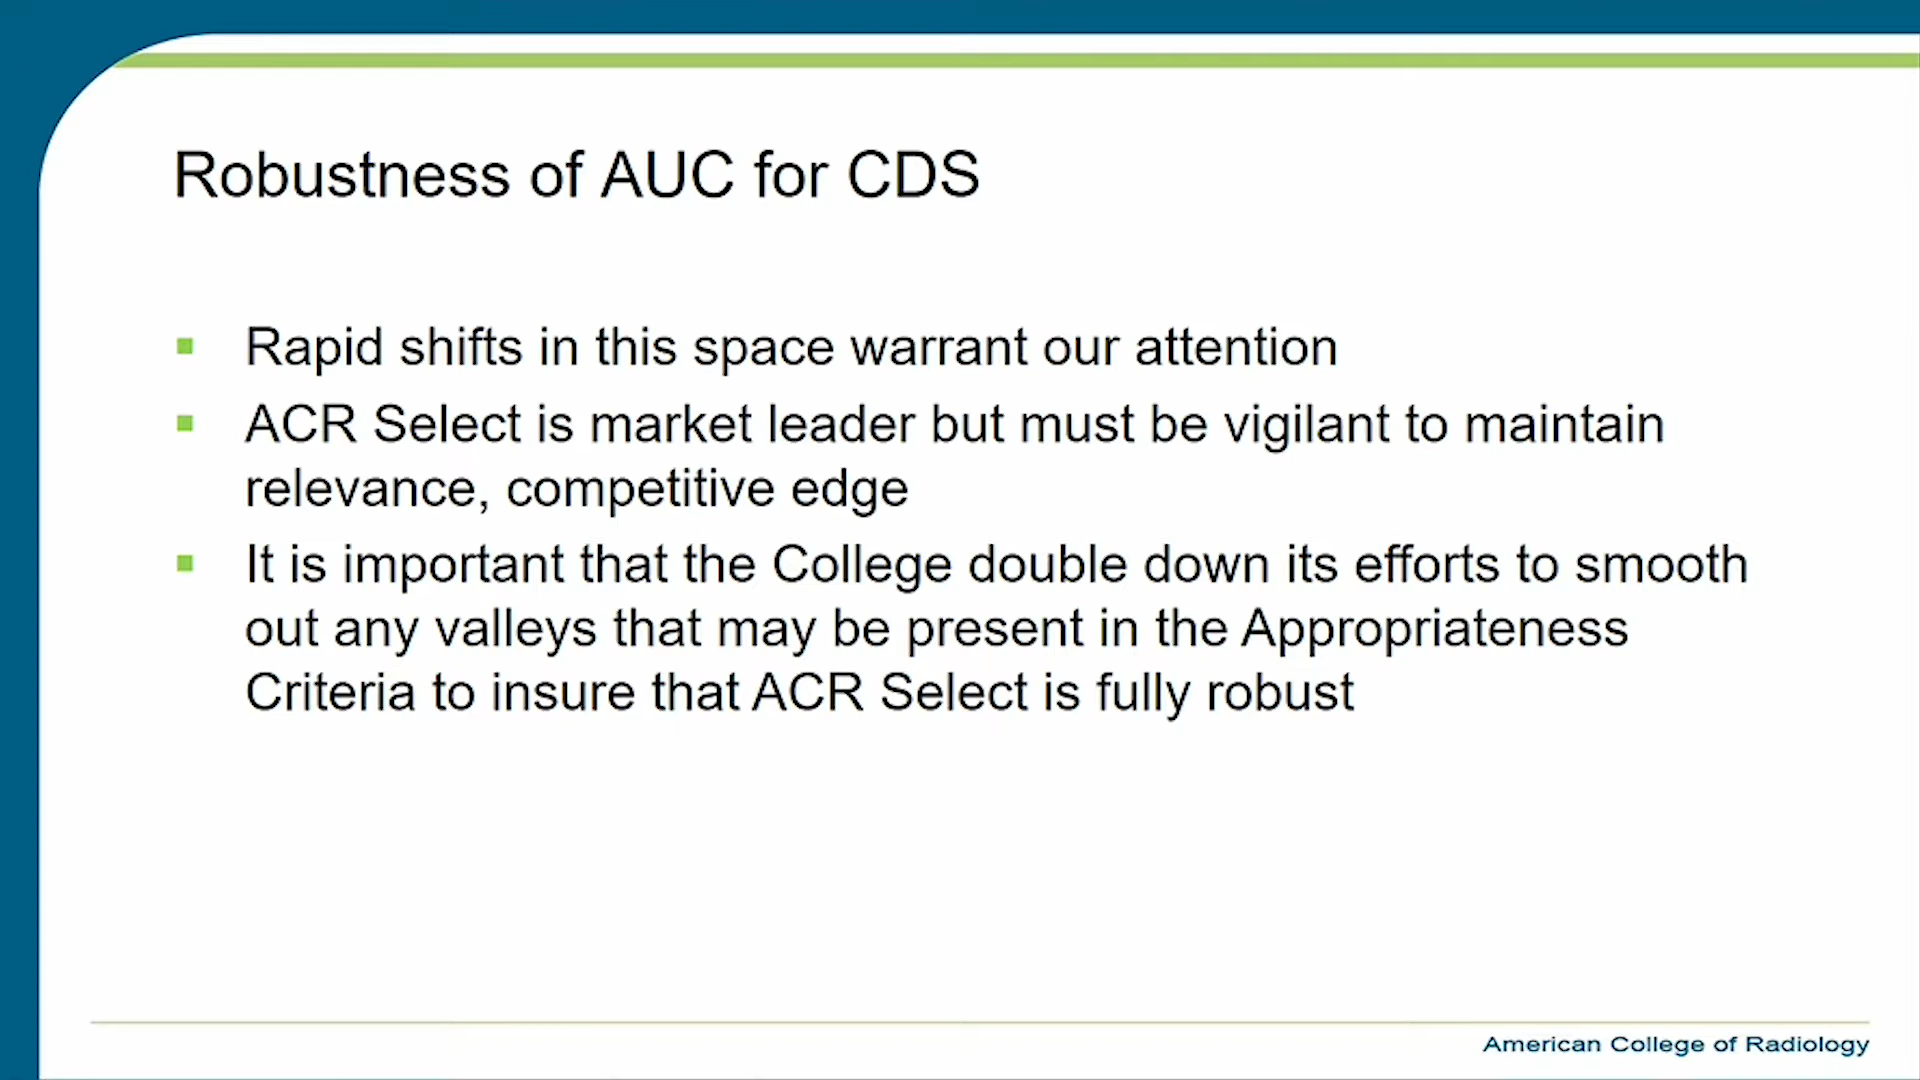 Robustness of AUC for CDS
Rapid shifts in this space warrant our attention
ACR Select is market leader but must be vigilant to maintain
relevance, competitive edge
It is important that the College double down its efforts to smooth
out any valleys that may be present in the Appropriateness
Criteria to insure that ACR Select is fully robust
American College of Radiology